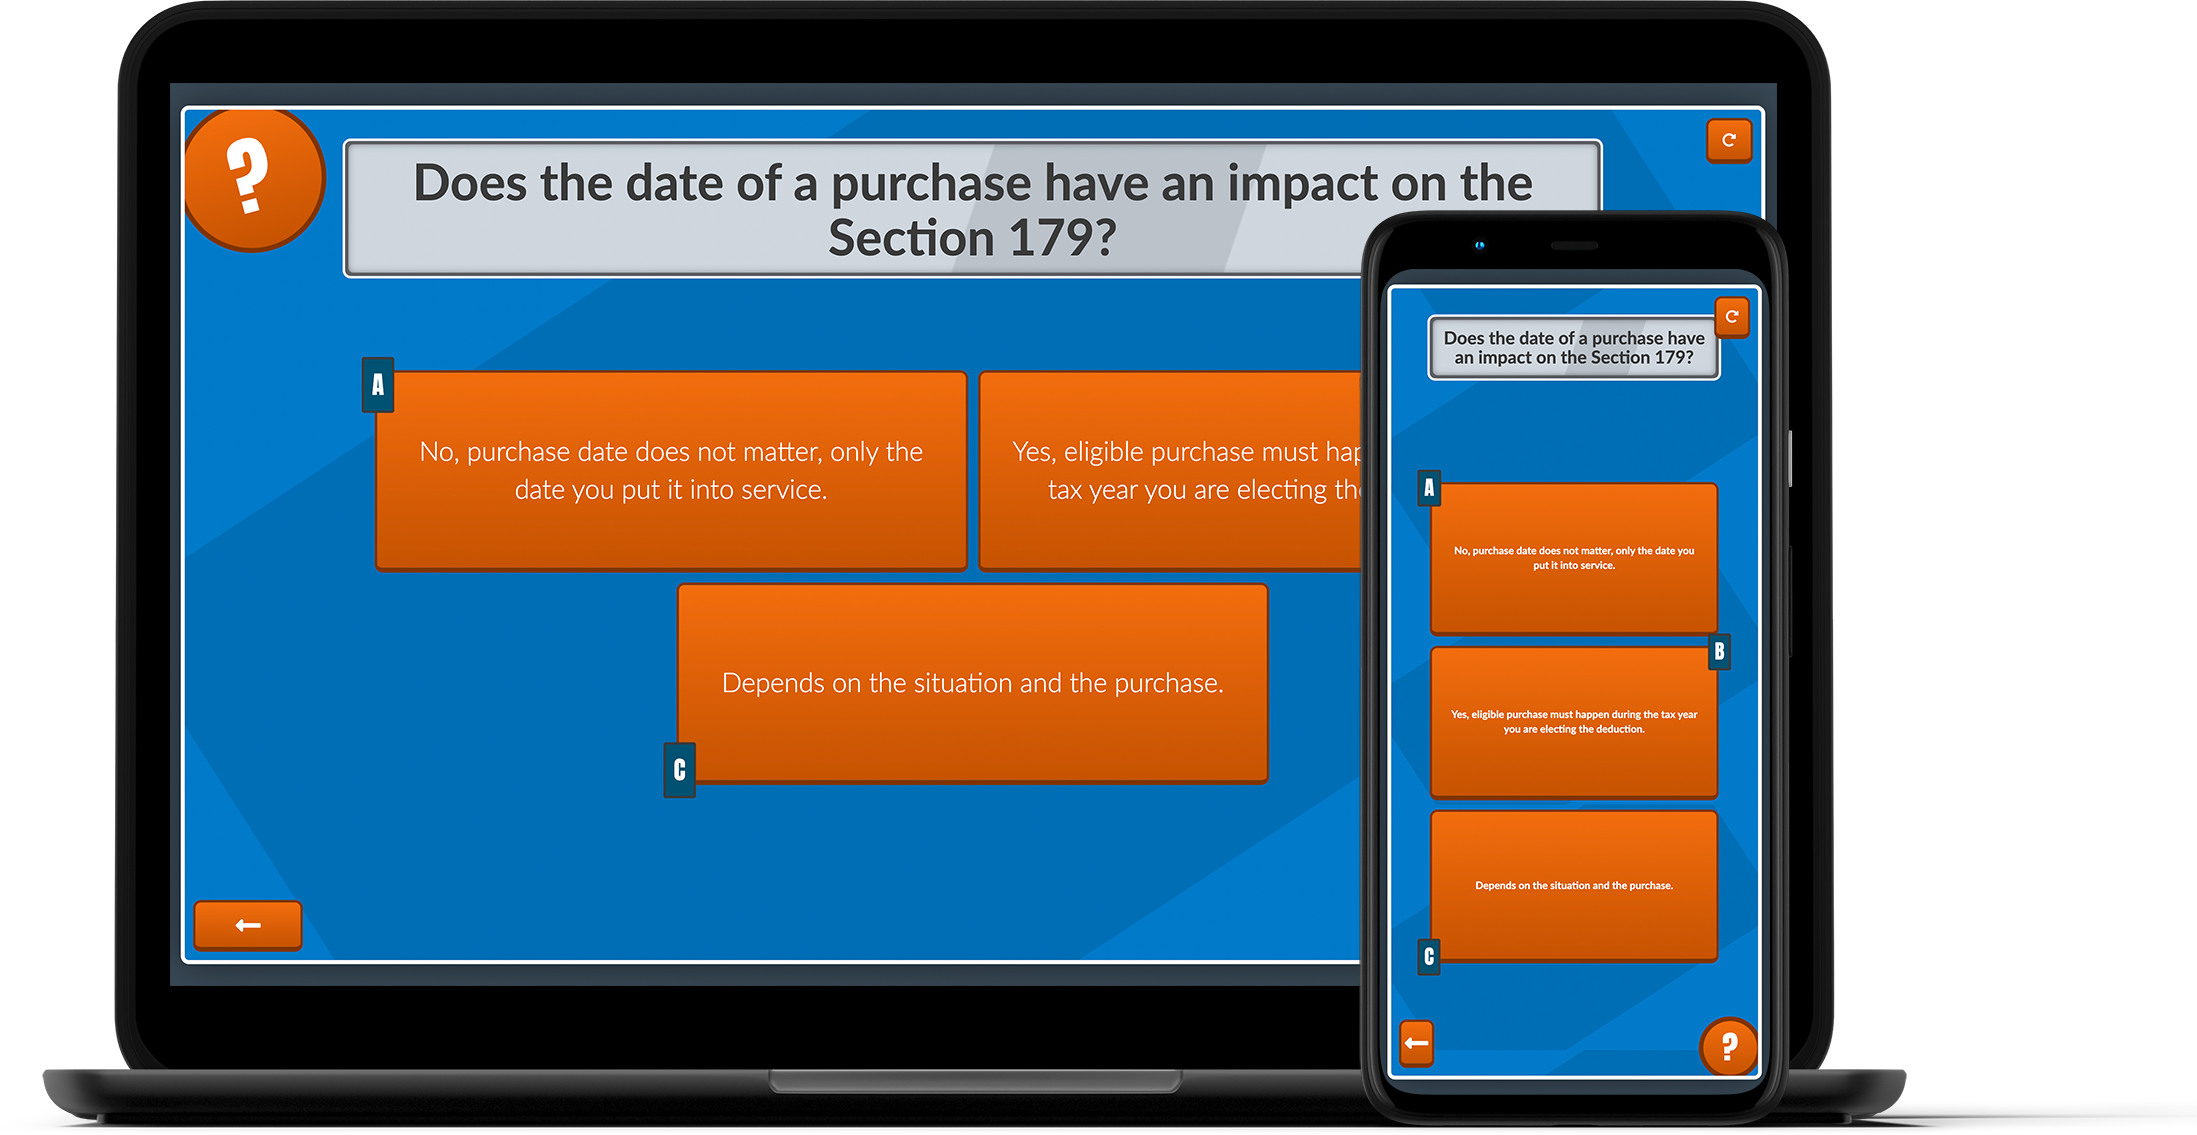 ?
Does the date of a purchase have an impact on the
Section 179?
A
No, purchase date does not matter, only the
date you put it into service.
Yes, eligible purchase must
tax year you are electing
Depends on the situation and the purchase.
C
Does the date of a purchase have
an impact on the Section 179?
A
No, purchase date does not matter, only the date you
put it into service.
B
Yes, eligible purchase must happen during the tax year
you are electing the deduction.
Depends on the situation and the purchase.
C
?